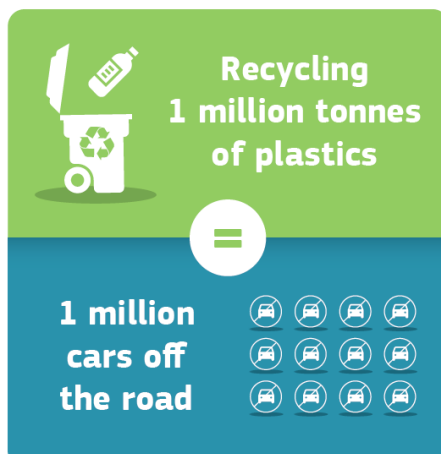 Recycling
1 million tonnes
of plastics
=
1 million
cars off
the road